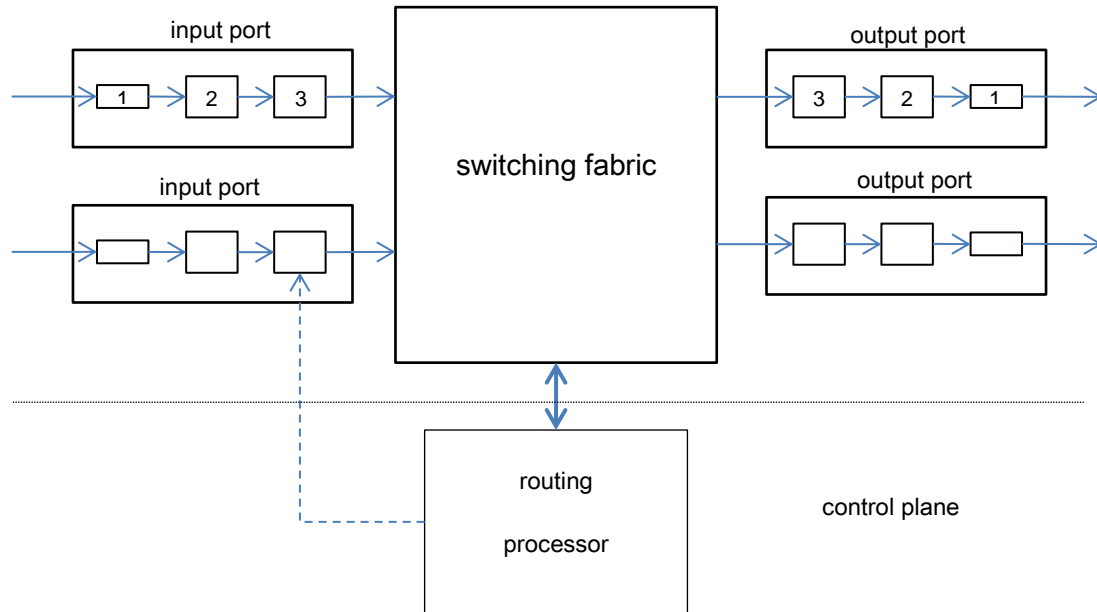 input port
1
2
3
switching fabric
output port
3
2
1
input port
output port
routing
processor
control plane